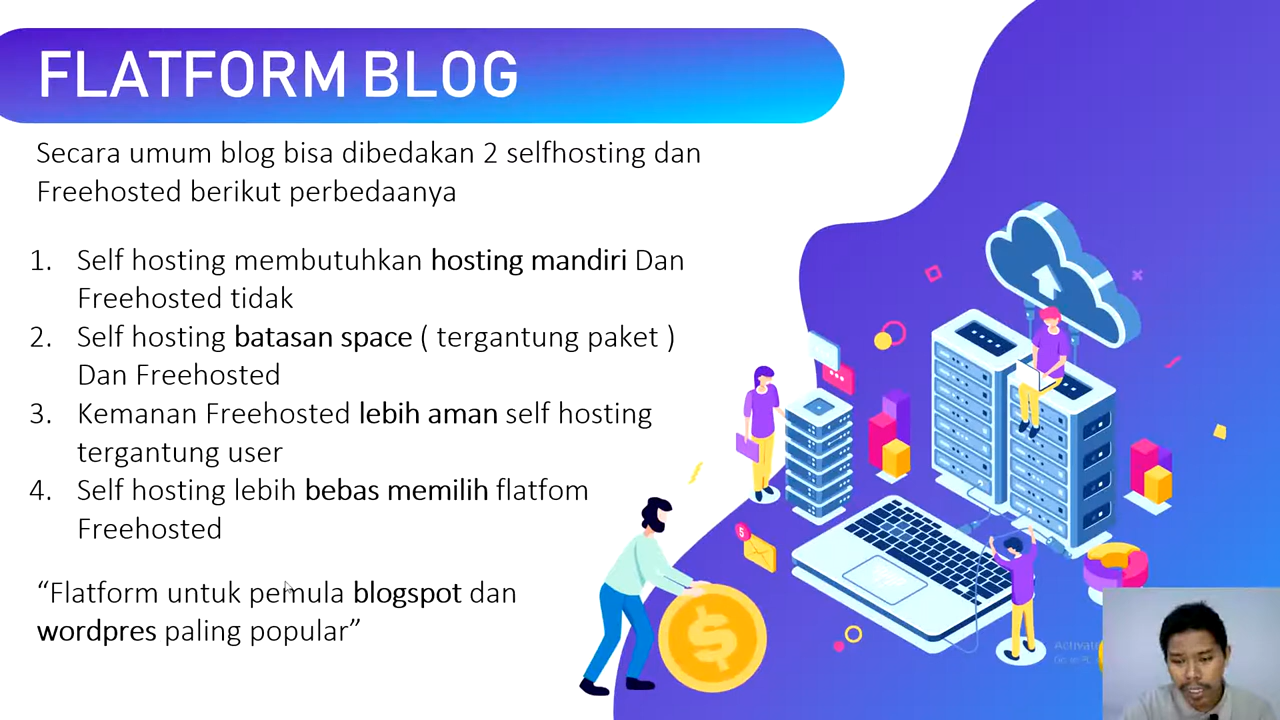 FLATFORM BLOG
Secara umum blog bisa dibedakan 2 selfhosting dan
Freehosted berikut perbedaanya
1. Self hosting membutuhkan hosting mandiri Dan
Freehosted tidak
2. Self hosting batasan space ( tergantung paket )
Dan Freehosted
3. Kemanan Freehosted lebih aman self hosting
tergantung user
4. Self hosting lebih bebas memilih flatfom
Freehosted
“Flatform untuk pemula blogspot dan
wordpres paling popular”
$
$